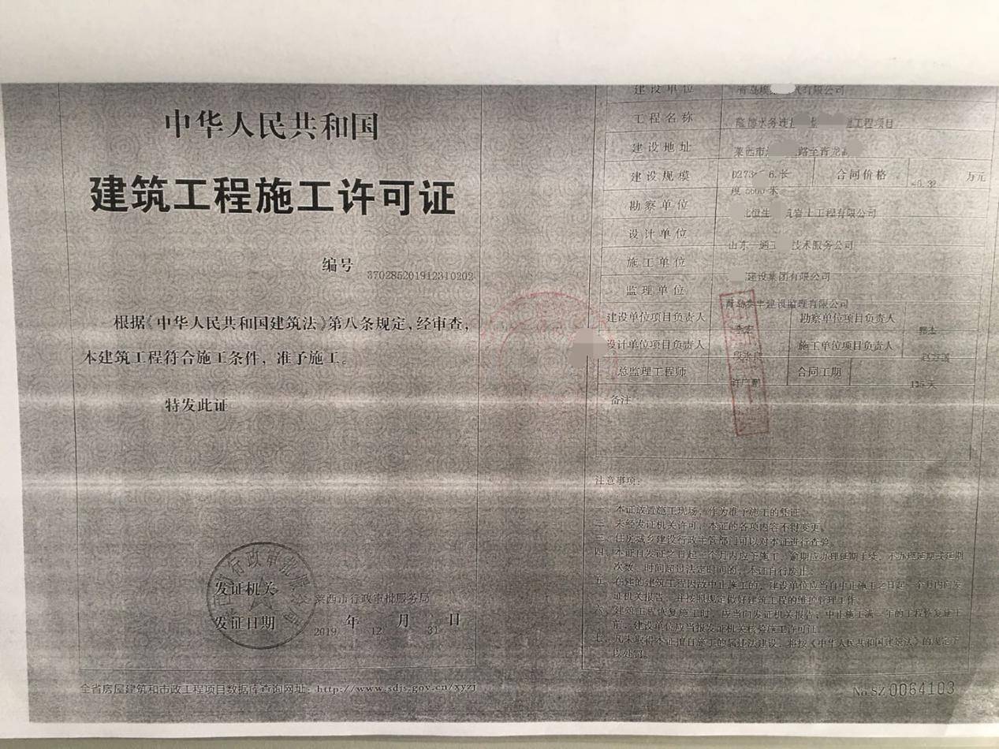 中华人民共和国
建筑工程施工许可证
编号 370285201912310202
根据《中华人民共和国建筑法》第八条规定,经审查,
本建筑工程符合施工条件,准予施工。
特发此证
发证机关 莱西市行政审批服务局
发证日期 2019 年 12 月 31 日
全省房屋建筑和市政工程项目数据库查询网址:http://www.sdjs.gov.cn/xyzj
建设单位 青岛 有限公司
工程名称 工程项目
建设地址 莱西市 路至青龙高
建设规模 D273 6.长 合同价格 万元
度5600米
勘察单位 岩土工程有限公司
设计单位 山东 技术服务公司
施工单位 建设集团有限公司
监理单位 青岛 建设监理有限公司
建设单位项目负责人 勘察单位项目负责人
设计单位项目负责人 施工单位项目负责人
总监理工程师 合同工期 天
备注
注意事项:
一、本证放置施工现场,作为准予施工的凭证。
二、未经发证机关许可,本证的各项内容不得变更。
三、住房城乡建设行政主管部门可以对本证进行查验。
四、本证自发证之日起三个月内应予施工,逾期应办理延期手续,不办理延期或延期
次数、时间超过法定时间的,本证自行废止。
五、在建的建筑工程因故中止施工的,建设单位应当自中止施工之日起一个月内向发
证机关报告,并按照规定做好建筑工程的维护管理工作。
六、建筑工程恢复施工时,应当向发证机关报告;中止施工满一年的工程恢复施工
前,建设单位应当报发证机关核验施工许可证。
七、凡未取得本证擅自施工的属违法建设,将按《中华人民共和国建筑法》的规定予
以处罚。
No.SZ 0064103